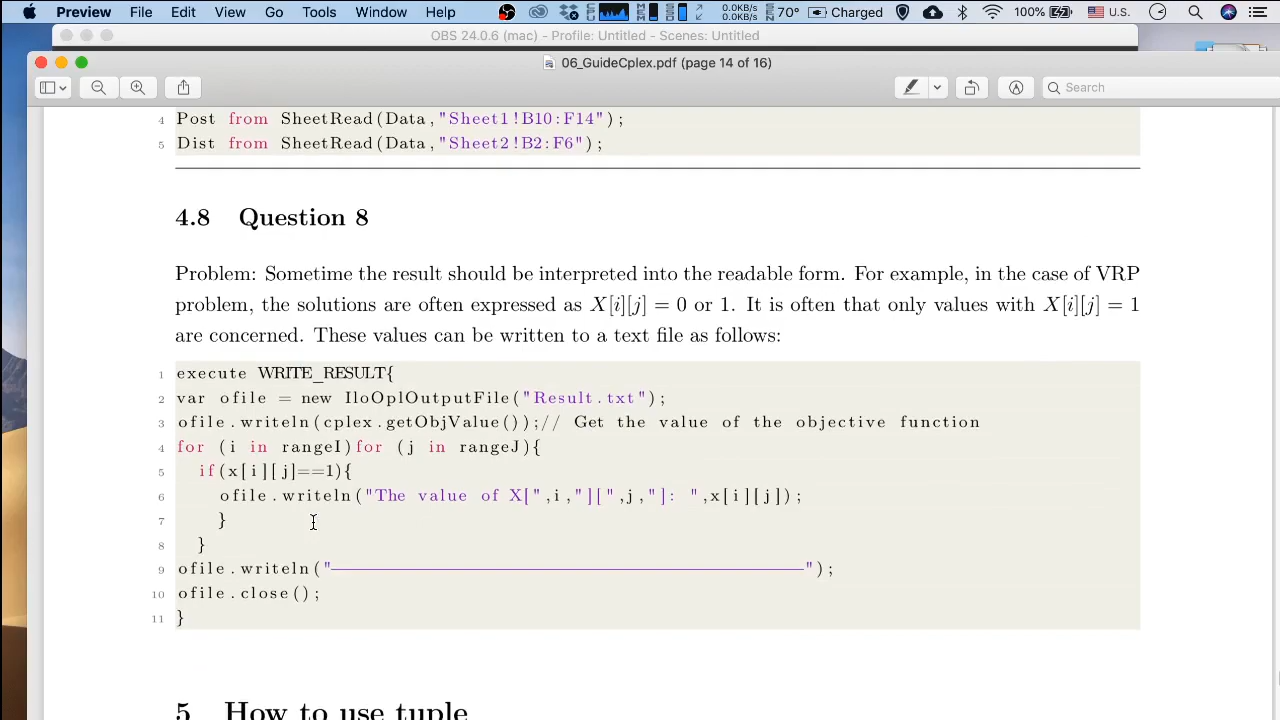 Preview File Edit View Go Tools Window Help 0.0KB/s 0.0KB/s 70° Charged 100% U.S.
OBS 24.0.6 (mac) - Profile: Untitled - Scenes: Untitled
06_GuideCplex.pdf (page 14 of 16)
Search
4 Post from SheetRead(Data,"Sheet1!B10:F14");
5 Dist from SheetRead(Data,"Sheet2!B2:F6");
4.8 Question 8
Problem: Sometime the result should be interpreted into the readable form. For example, in the case of VRP
problem, the solutions are often expressed as X[i][j] = 0 or 1. It is often that only values with X[i][j] = 1
are concerned. These values can be written to a text file as follows:
1 execute WRITE_RESULT{
2 var ofile = new IloOplOutputFile("Result.txt");
3 ofile.writeln(cplex.getObjValue());// Get the value of the objective function
4 for (i in rangeI)for (j in rangeJ){
5 if(x[i][j]==1){
6 ofile.writeln("The value of X[",i,"][",j,"]: ",x[i][j]);
7 }
8 }
9 ofile.writeln("————————————————————");
10 ofile.close();
11 }
5 How to use tuple